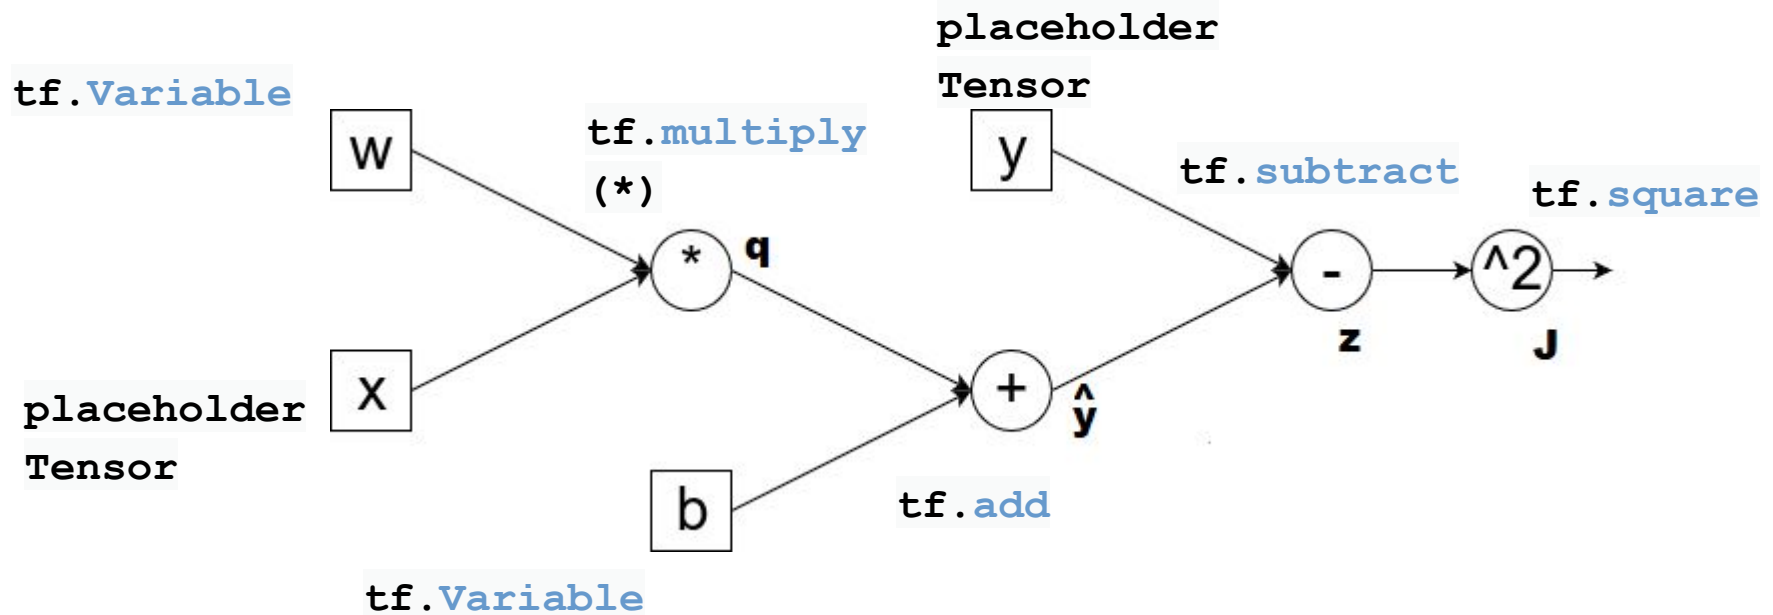 placeholder
Tensor
tf.Variable
w
tf.multiply
(*)
y
tf.subtract
tf.square
*
q
-
^2
z
J
x
placeholder
Tensor
+
ŷ
b
tf.add
tf.Variable